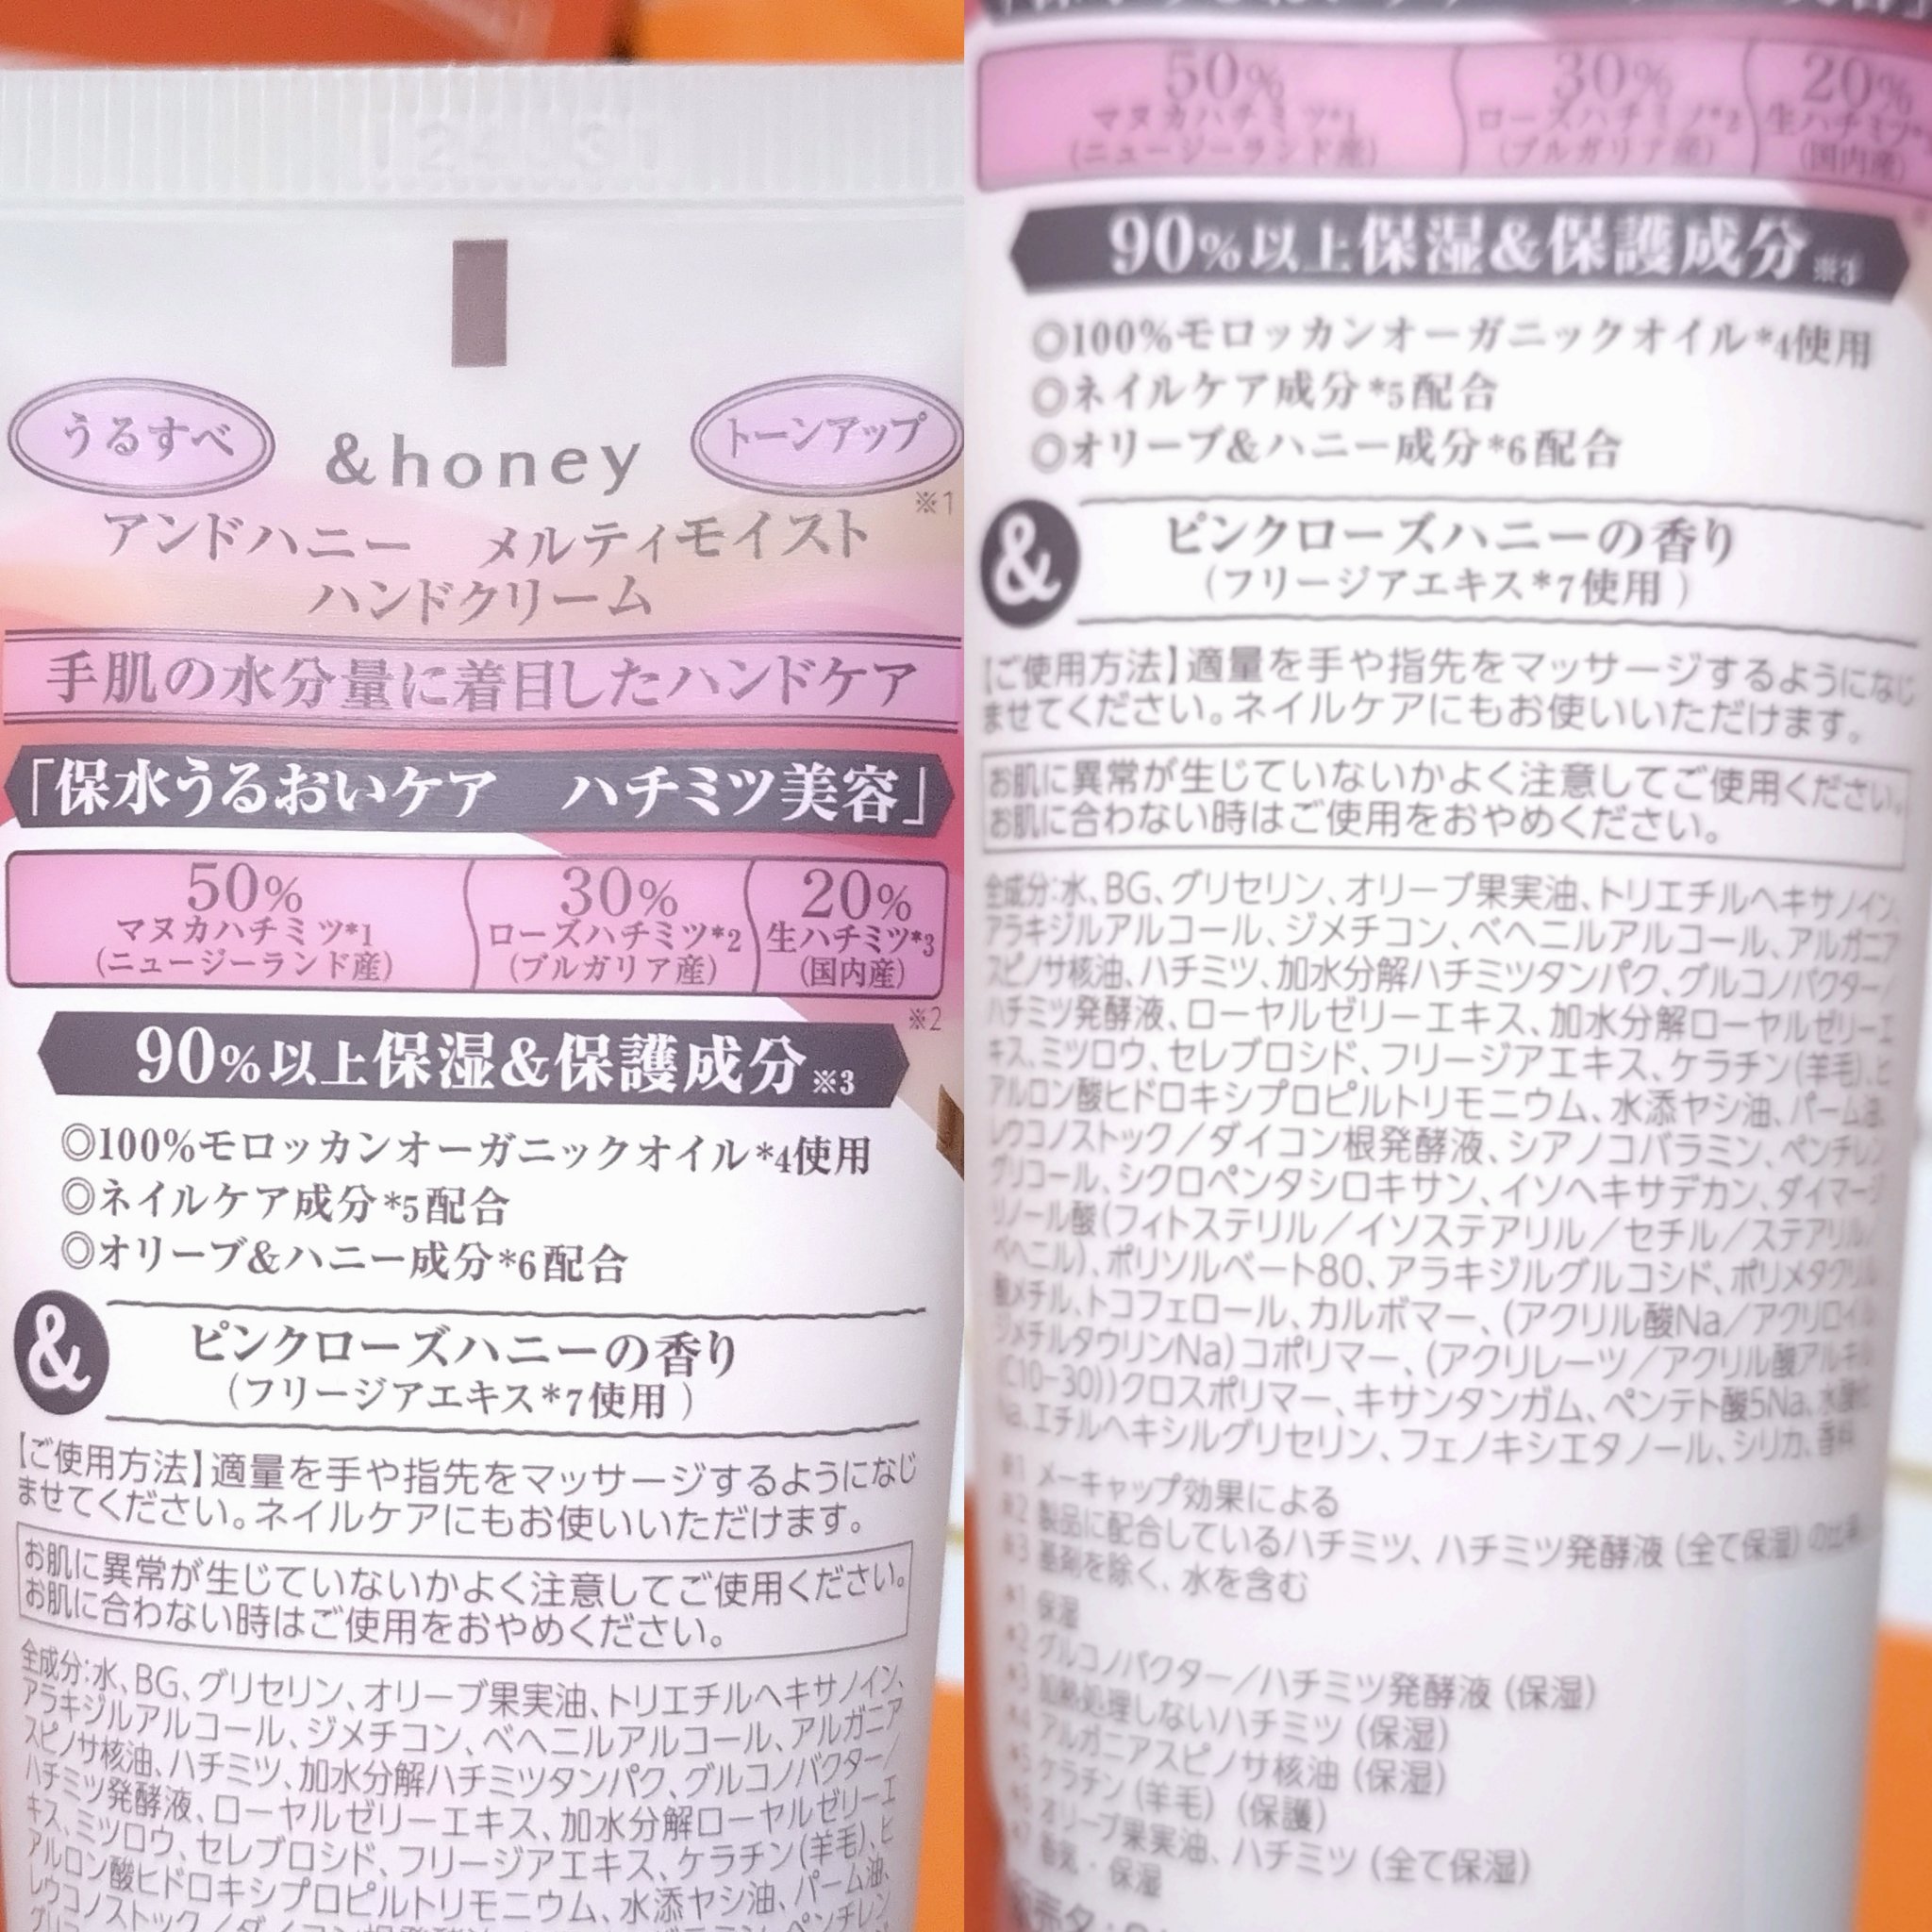 うるすべ
&honey
トーンアップ
※1
アンドハニー メルティモイスト
ハンドクリーム
手肌の水分量に着目したハンドケア
「保水うるおいケア ハチミツ美容」
50% 30% 20%
マヌカハチミツ*1 ローズハチミツ*2 生ハチミツ*3
(ニュージーランド産) (ブルガリア産) (国内産)
※2
90%以上保湿&保護成分※3
◎100%モロッカンオーガニックオイル*4使用
◎ネイルケア成分*5配合
◎オリーブ&ハニー成分*6配合
&
ピンクローズハニーの香り
(フリージアエキス*7使用)
【ご使用方法】適量を手や指先をマッサージするようになじ
ませてください。ネイルケアにもお使いいただけます。
お肌に異常が生じていないかよく注意してご使用ください。
お肌に合わない時はご使用をおやめください。
全成分:水、BG、グリセリン、オリーブ果実油、トリエチルヘキサノイン、
アラキジルアルコール、ジメチコン、ベヘニルアルコール、アルガニア
スピノサ核油、ハチミツ、加水分解ハチミツタンパク、グルコノバクター/
ハチミツ発酵液、ローヤルゼリーエキス、加水分解ローヤルゼリーエ
キス、ミツロウ、セレブロシド、フリージアエキス、ケラチン(羊毛)、ヒ
アルロン酸ヒドロキシプロピルトリモニウム、水添ヤシ油、パーム油、
50% 30% 20%
マヌカハチミツ*1 ローズハチミツ*2 生ハチミツ
(ニュージーランド産) (ブルガリア産) (国内産)
90%以上保湿&保護成分※3
◎100%モロッカンオーガニックオイル*4使用
◎ネイルケア成分*5配合
◎オリーブ&ハニー成分*6配合
&
ピンクローズハニーの香り
(フリージアエキス*7使用)
【ご使用方法】適量を手や指先をマッサージするようになじ
ませてください。ネイルケアにもお使いいただけます。
お肌に異常が生じていないかよく注意してご使用ください。
お肌に合わない時はご使用をおやめください。
全成分:水、BG、グリセリン、オリーブ果実油、トリエチルヘキサノイン、
アラキジルアルコール、ジメチコン、ベヘニルアルコール、アルガニア
スピノサ核油、ハチミツ、加水分解ハチミツタンパク、グルコノバクター/
ハチミツ発酵液、ローヤルゼリーエキス、加水分解ローヤルゼリーエ
キス、ミツロウ、セレブロシド、フリージアエキス、ケラチン(羊毛)、ヒ
アルロン酸ヒドロキシプロピルトリモニウム、水添ヤシ油、パーム油、
レウコノストック/ダイコン根発酵液、シアノコバラミン、ペンチレン
グリコール、シクロペンタシロキサン、イソヘキサデカン、ダイマージ
リノール酸(フィトステリル/イソステアリル/セチル/ステアリル/
ベヘニル)、ポリソルベート80、アラキジルグルコシド、ポリメタクリル
酸メチル、トコフェロール、カルボマー、(アクリル酸Na/アクリロイル
ジメチルタウリンNa)コポリマー、(アクリレーツ/アクリル酸アルキル
(C10-30))クロスポリマー、キサンタンガム、ペンテト酸5Na、水酸化
Na、エチルヘキシルグリセリン、フェノキシエタノール、シリカ、香料
※1 メーキャップ効果による
※2 製品に配合しているハチミツ、ハチミツ発酵液(全て保湿)の
※3 基剤を除く、水を含む
*1 保湿
*2 グルコノバクター/ハチミツ発酵液(保湿)
*3 加熱処理しないハチミツ(保湿)
*4 アルガニアスピノサ核油(保湿)
*5 ケラチン(羊毛)(保護)
*6 オリーブ果実油、ハチミツ(全て保湿)
*7 香気・保湿